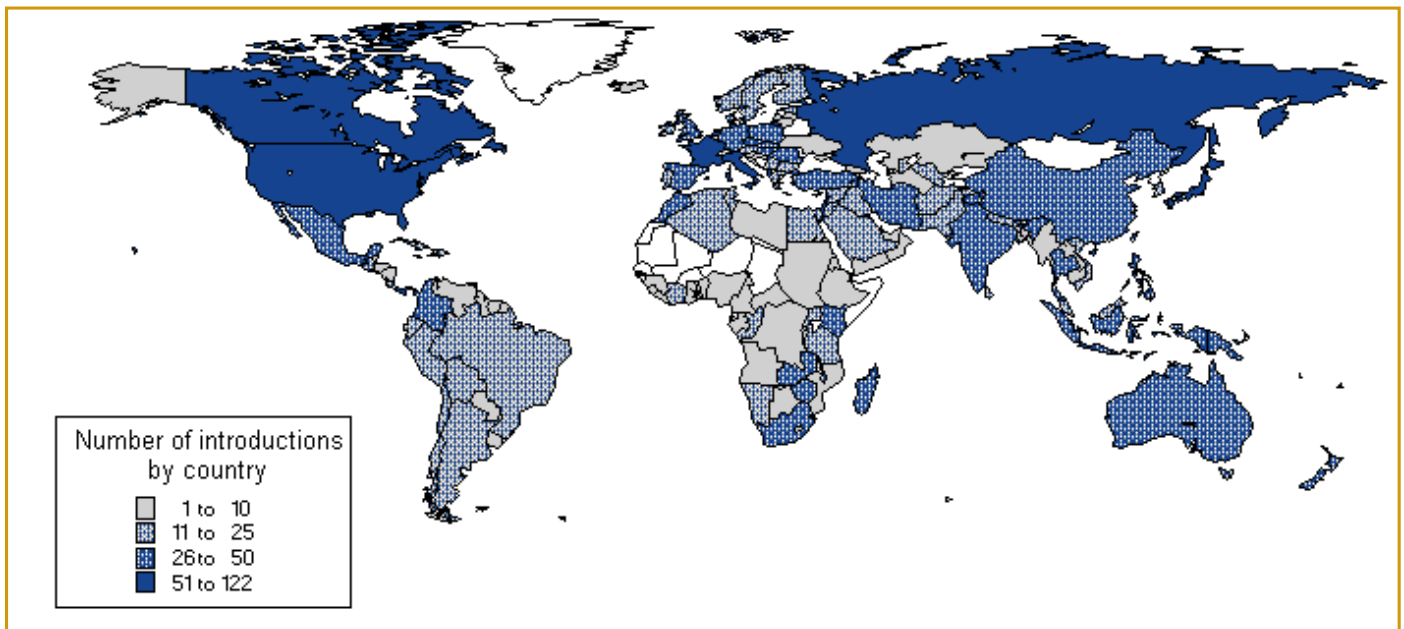 Number of introductions
by country
1 to 10
11 to 25
26 to 50
51 to 122